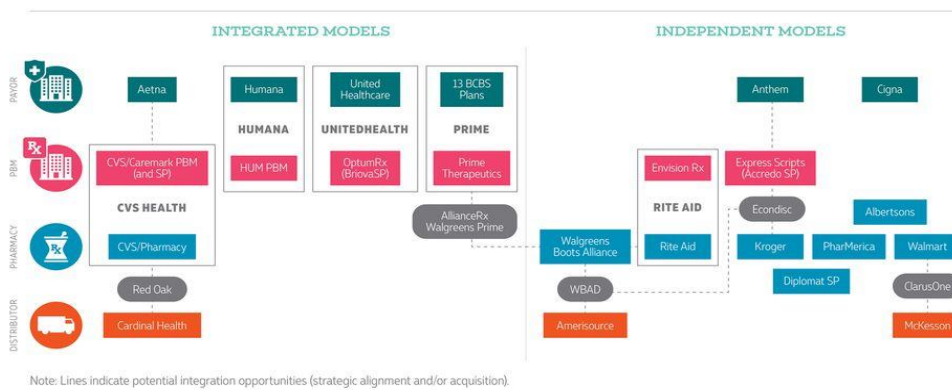 INTEGRATED MODELS
INDEPENDENT MODELS
PAYOR
Aetna
Humana
United
Healthcare
13 BCBS
Plans
Anthem
Cigna
HUMANA
UNITEDHEALTH
PRIME
PBM
Rx
CVS/Caremark PBM
(and SP)
HUM PBM
OptumRx
(BriovaSP)
Prime
Therapeutics
Envision Rx
Express Scripts
(Accredo SP)
CVS HEALTH
AllianceRx
Walgreens Prime
RITE AID
Econdisc
Albertsons
PHARMACY
Rx
CVS/Pharmacy
Walgreens
Boots Alliance
Rite Aid
Kroger
PharMerica
Walmart
Diplomat SP
Red Oak
WBAD
ClarusOne
DISTRIBUTOR
Cardinal Health
Amerisource
McKesson
Note: Lines indicate potential integration opportunities (strategic alignment and/or acquisition).